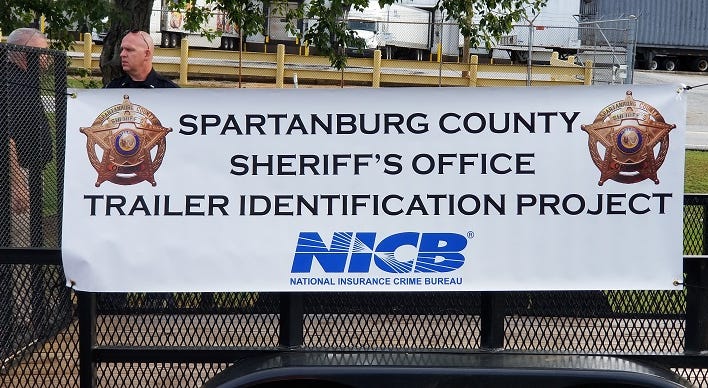 SPARTANBURG COUNTY
SHERIFF'S OFFICE
TRAILER IDENTIFICATION PROJECT
NICB®
NATIONAL INSURANCE CRIME BUREAU